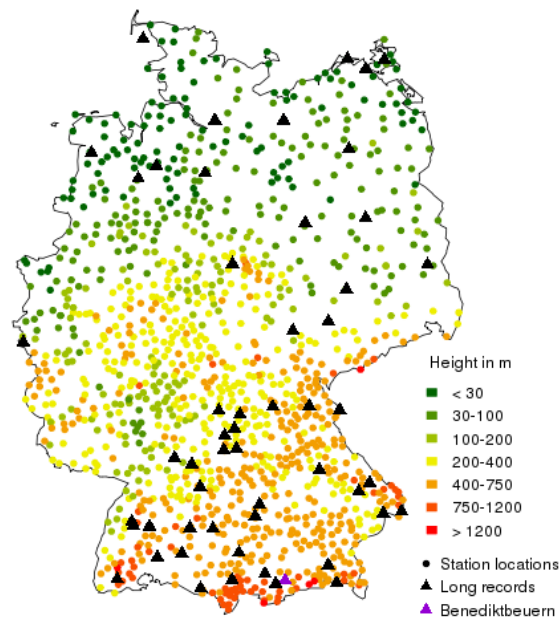 Height in m
< 30
30-100
100-200
200-400
400-750
750-1200
> 1200
Station locations
Long records
Benediktbeuern